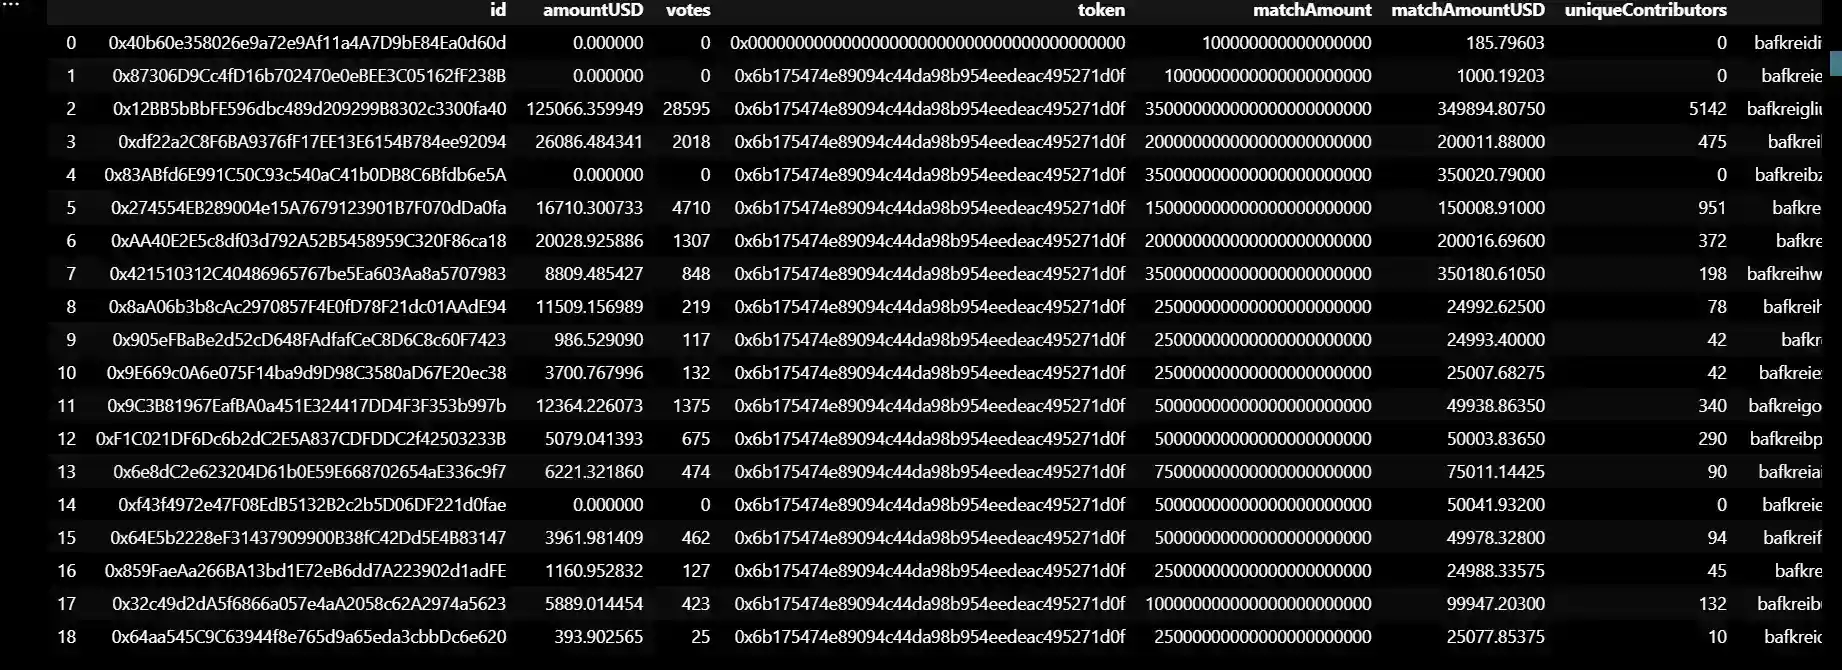 ...
id amountUSD votes token matchAmount matchAmountUSD uniqueContributors
0 0x40b60e358026e9a72e9Af11a4A7D9bE84Ea0d60d 0.000000 0 0x0000000000000000000000000000000000000000 100000000000000000 185.79603 0 bafkreidi
1 0x87306D9Cc4fD16b702470e0eBEE3C05162fF238B 0.000000 0 0x6b175474e89094c44da98b954eedeac495271d0f 1000000000000000000000 1000.19203 0 bafkreie
2 0x12BB5bBbFE596dbc489d209299B8302c3300fa40 125066.359949 28595 0x6b175474e89094c44da98b954eedeac495271d0f 350000000000000000000000 349894.80750 5142 bafkreigliu
3 0xdf22a2C8F6BA9376fF17EE13E6154B784ee92094 26086.484341 2018 0x6b175474e89094c44da98b954eedeac495271d0f 200000000000000000000000 200011.88000 475 bafkrei
4 0x83ABfd6E991C50C93c540aC41b0DB8C6Bfdb6e5A 0.000000 0 0x6b175474e89094c44da98b954eedeac495271d0f 350000000000000000000000 350020.79000 0 bafkreibz
5 0x274554EB289004e15A7679123901B7F070dDa0fa 16710.300733 4710 0x6b175474e89094c44da98b954eedeac495271d0f 150000000000000000000000 150008.91000 951 bafkre
6 0xAA40E2E5c8df03d792A52B5458959C320F86ca18 20028.925886 1307 0x6b175474e89094c44da98b954eedeac495271d0f 200000000000000000000000 200016.69600 372 bafkre
7 0x421510312C40486965767be5Ea603Aa8a5707983 8809.485427 848 0x6b175474e89094c44da98b954eedeac495271d0f 350000000000000000000000 350180.61050 198 bafkreihw
8 0x8aA06b3b8cAc2970857F4E0fD78F21dc01AAdE94 11509.156989 219 0x6b175474e89094c44da98b954eedeac495271d0f 25000000000000000000000 24992.62500 78 bafkreih
9 0x905eFBaBe2d52cD648FAdfafCeC8D6C8c60F7423 986.529090 117 0x6b175474e89094c44da98b954eedeac495271d0f 25000000000000000000000 24993.40000 42 bafkr
10 0x9E669c0A6e075F14ba9d9D98C3580aD67E20ec38 3700.767996 132 0x6b175474e89094c44da98b954eedeac495271d0f 25000000000000000000000 25007.68275 42 bafkreie
11 0x9C3B81967EafBA0a451E324417DD4F3F353b997b 12364.226073 1375 0x6b175474e89094c44da98b954eedeac495271d0f 50000000000000000000000 49938.86350 340 bafkreigo
12 0xF1C021DF6Dc6b2dC2E5A837CDFDDC2f42503233B 5079.041393 675 0x6b175474e89094c44da98b954eedeac495271d0f 50000000000000000000000 50003.83650 290 bafkreibp
13 0x6e8dC2e623204D61b0E59E668702654aE336c9f7 6221.321860 474 0x6b175474e89094c44da98b954eedeac495271d0f 75000000000000000000000 75011.14425 90 bafkreia
14 0xf43f4972e47F08EdB5132B2c2b5D06DF221d0fae 0.000000 0 0x6b175474e89094c44da98b954eedeac495271d0f 50000000000000000000000 50041.93200 0 bafkreie
15 0x64E5b2228eF31437909900B38fC42Dd5E4B83147 3961.981409 462 0x6b175474e89094c44da98b954eedeac495271d0f 50000000000000000000000 49978.32800 94 bafkreif
16 0x859FaeAa266BA13bd1E72eB6dd7A223902d1adFE 1160.952832 127 0x6b175474e89094c44da98b954eedeac495271d0f 25000000000000000000000 24988.33575 45 bafkre
17 0x32c49d2dA5f6866a057e4aA2058c62A2974a5623 5889.014454 423 0x6b175474e89094c44da98b954eedeac495271d0f 100000000000000000000000 99947.20300 132 bafkreib
18 0x64aa545C9C63944f8e765d9a65eda3cbbDc6e620 393.902565 25 0x6b175474e89094c44da98b954eedeac495271d0f 25000000000000000000000 25077.85375 10 bafkreic